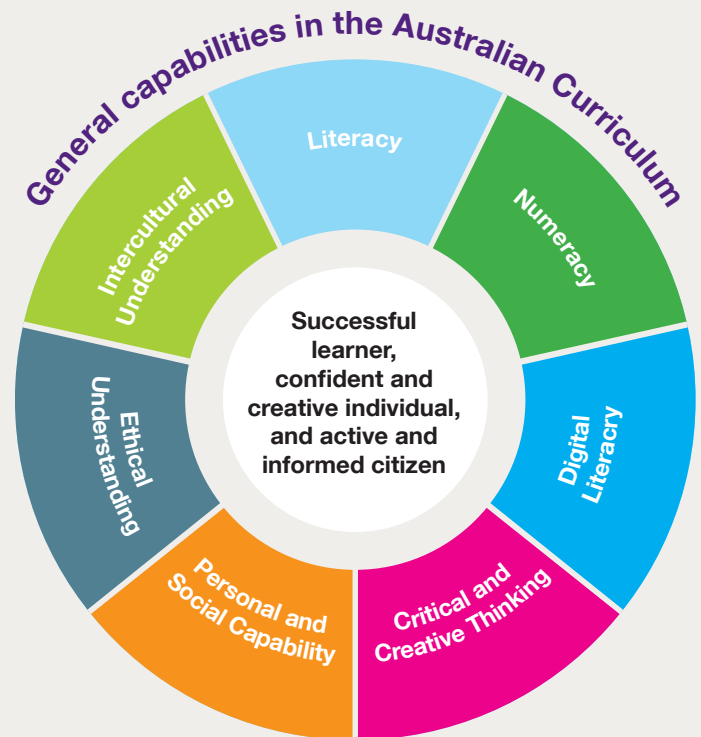 General capabilities in the Australian Curriculum
Literacy
Numeracy
Digital
Literacy
Critical and
Creative Thinking
Personal and
Social Capability
Ethical
Understanding
Intercultural
Understanding
Successful
learner,
confident and
creative individual,
and active and
informed citizen